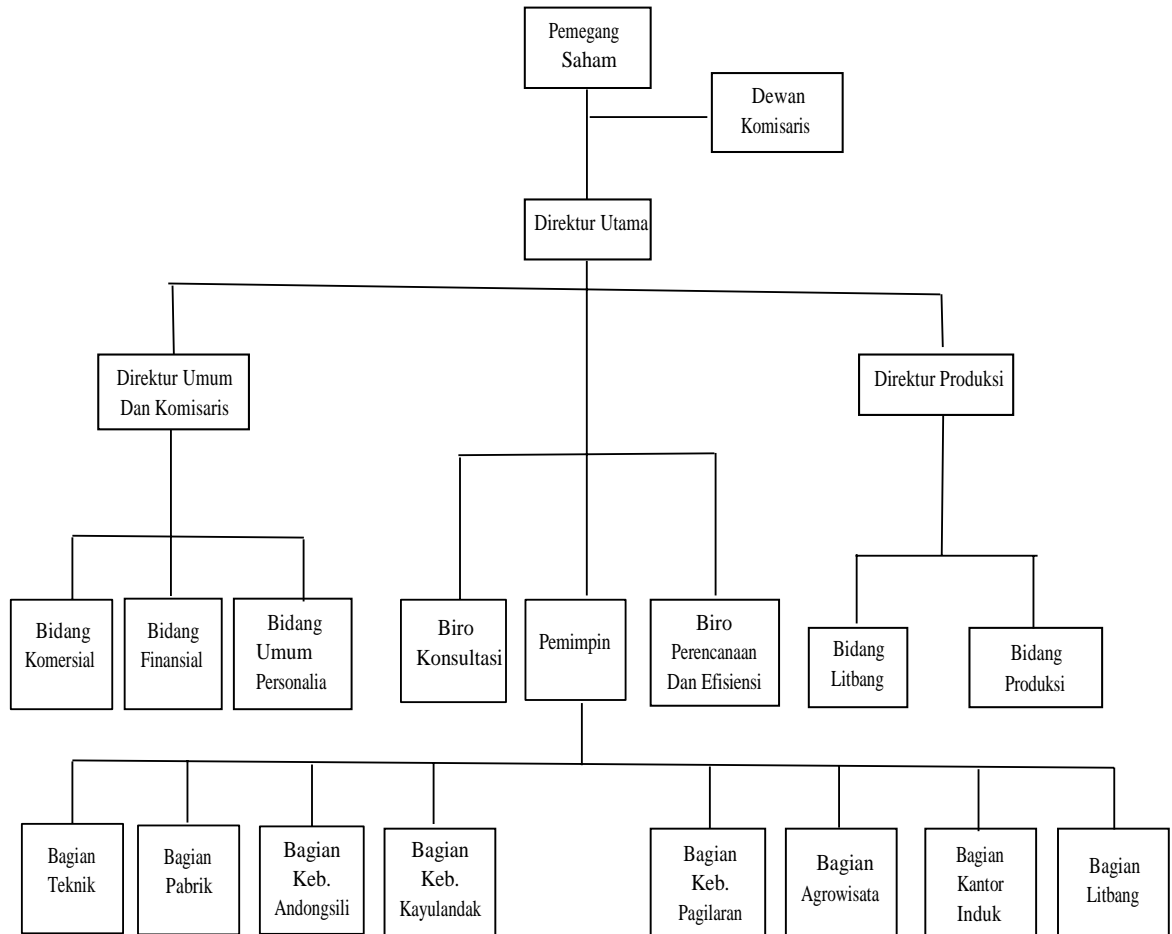 Pemegang
Saham
Dewan
Komisaris
Direktur Utama
Direktur Umum
Dan Komisaris
Direktur Produksi
Bidang
Komersial
Bidang
Finansial
Bidang
Umum
Personalia
Biro
Konsultasi
Pemimpin
Biro
Perencanaan
Dan Efisiensi
Bidang
Litbang
Bidang
Produksi
Bagian
Teknik
Bagian
Pabrik
Bagian
Keb.
Andongsili
Bagian
Keb.
Kayulandak
Bagian
Keb.
Pagilaran
Bagian
Agrowisata
Bagian
Kantor
Induk
Bagian
Litbang